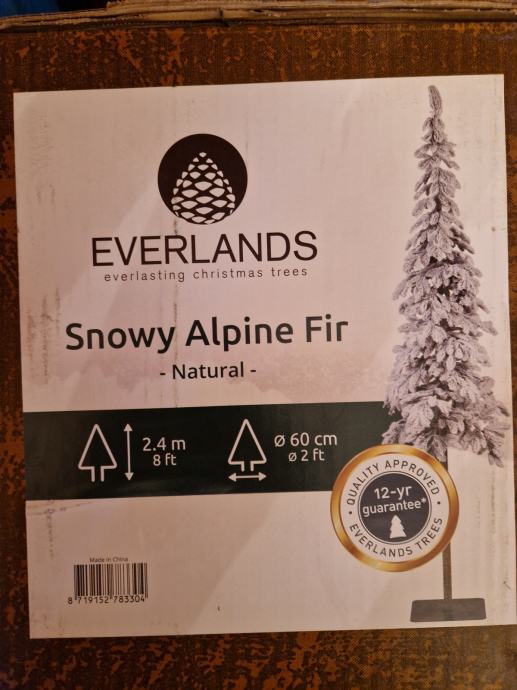 EVERLANDS
everlasting christmas trees
Snowy Alpine Fir
- Natural -
2.4 m
8 ft
ø 60 cm
ø 2 ft
QUALITY APPROVED
12-yr
guarantee*
EVERLANDS TREES
Made in China
8 719152 783304